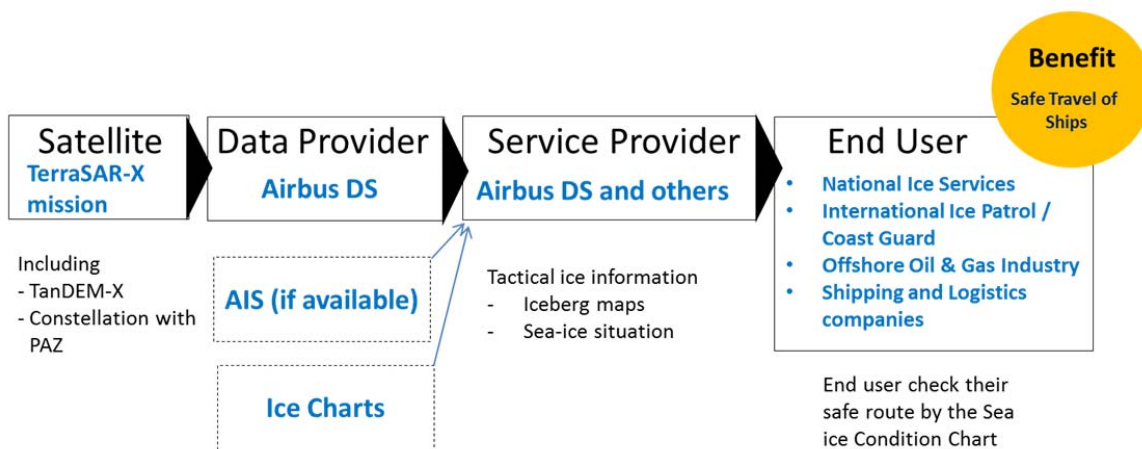 Benefit
Safe Travel of
Ships
Satellite
TerraSAR-X
mission
Including
- TanDEM-X
- Constellation with
PAZ
Data Provider
Airbus DS
AIS (if available)
Ice Charts
Service Provider
Airbus DS and others
Tactical ice information
- Iceberg maps
- Sea-ice situation
End User
• National Ice Services
• International Ice Patrol /
Coast Guard
• Offshore Oil & Gas Industry
• Shipping and Logistics
companies
End user check their
safe route by the Sea
ice Condition Chart